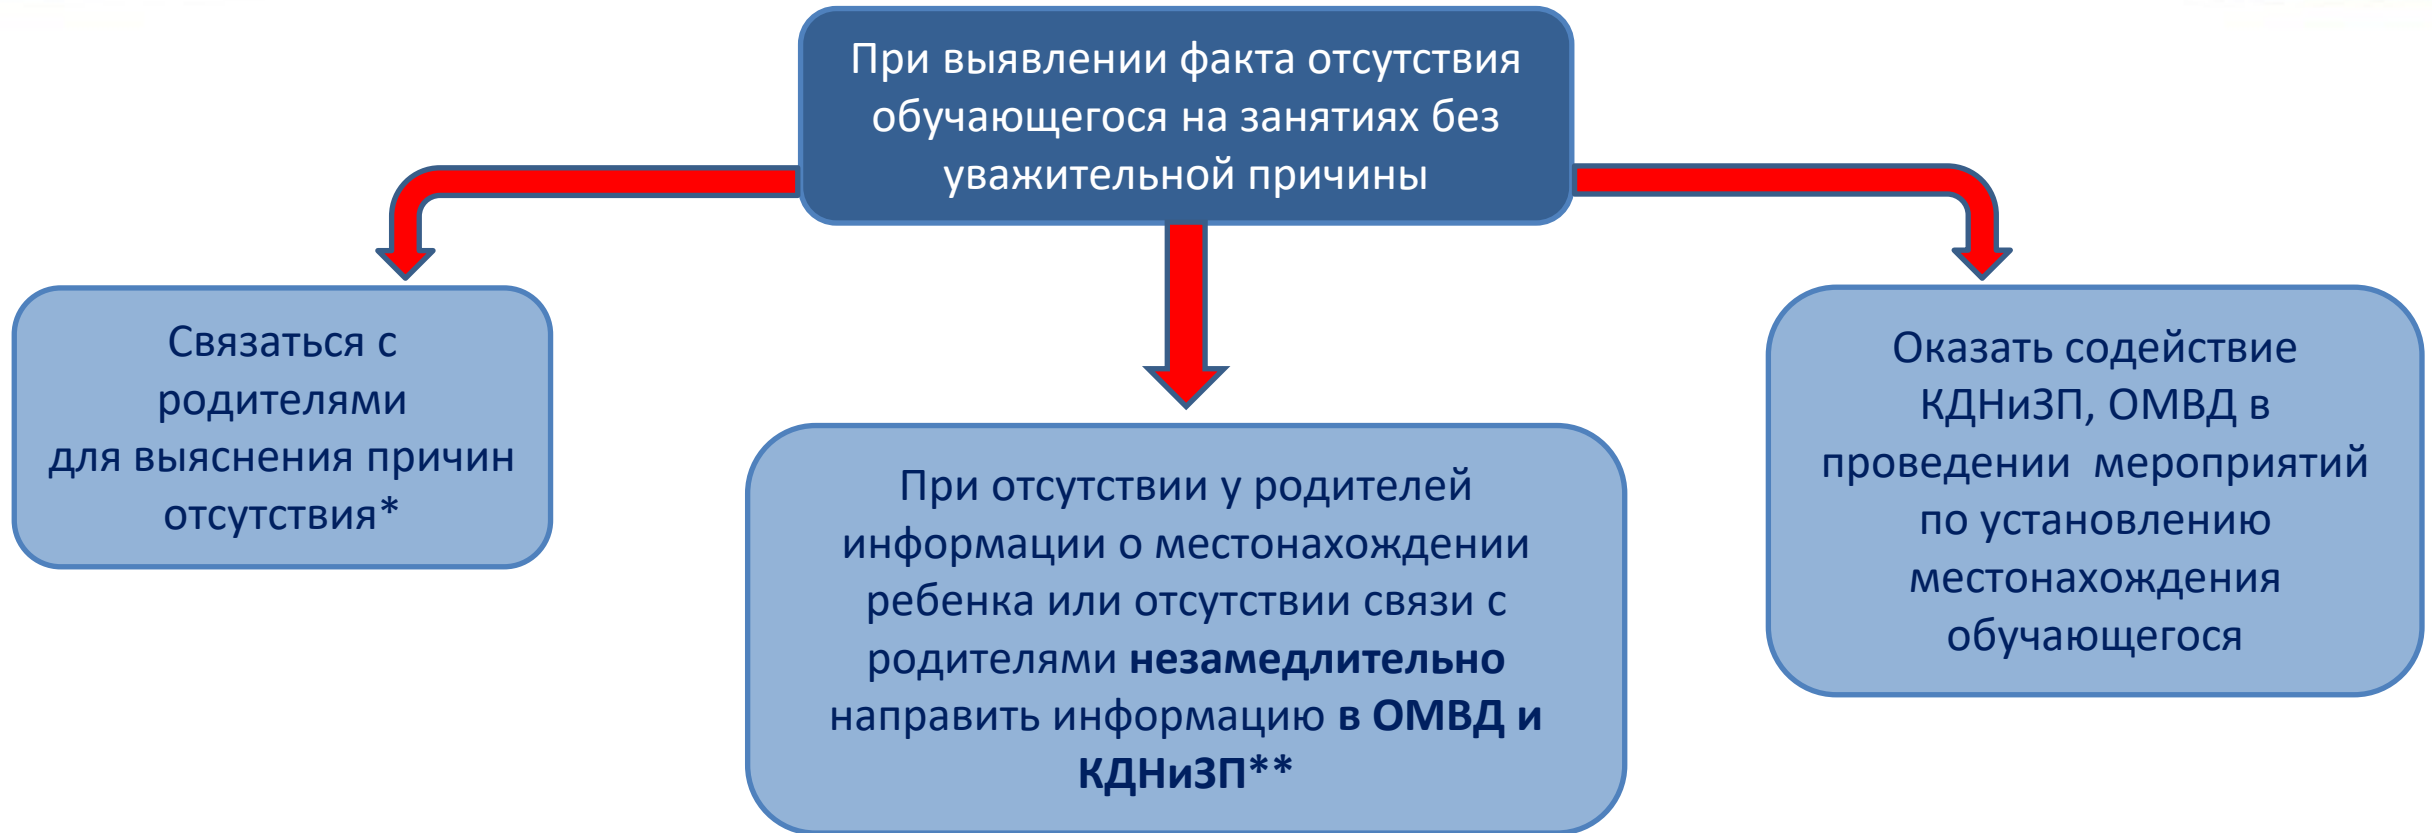 При выявлении факта отсутствия
обучающегося на занятиях без
уважительной причины
Связаться с
родителями
для выяснения причин
отсутствия*
При отсутствии у родителей
информации о местонахождении
ребенка или отсутствии связи с
родителями незамедлительно
направить информацию в ОМВД и
КДНиЗП**
Оказать содействие
КДНиЗП, ОМВД в
проведении  мероприятий
по установлению
местонахождения
обучающегося